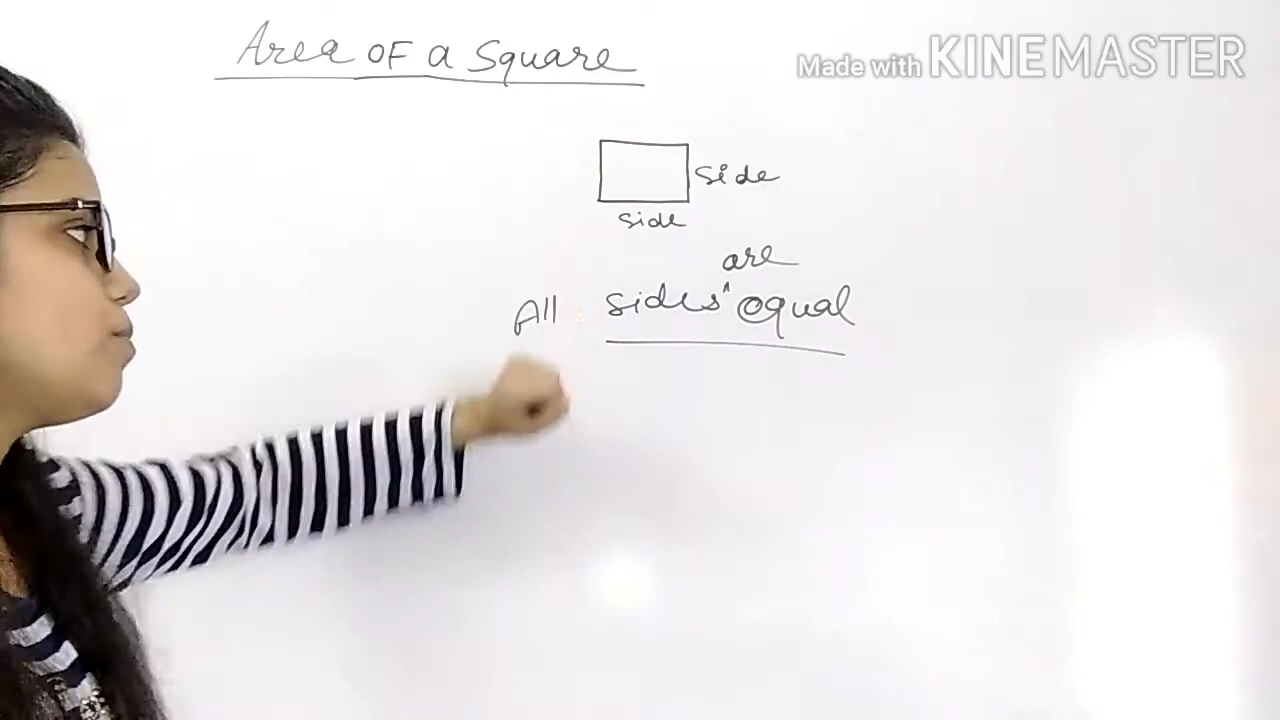 Area OF a Square
Made with KINEMASTER
side
side
are
All sides ^ equal